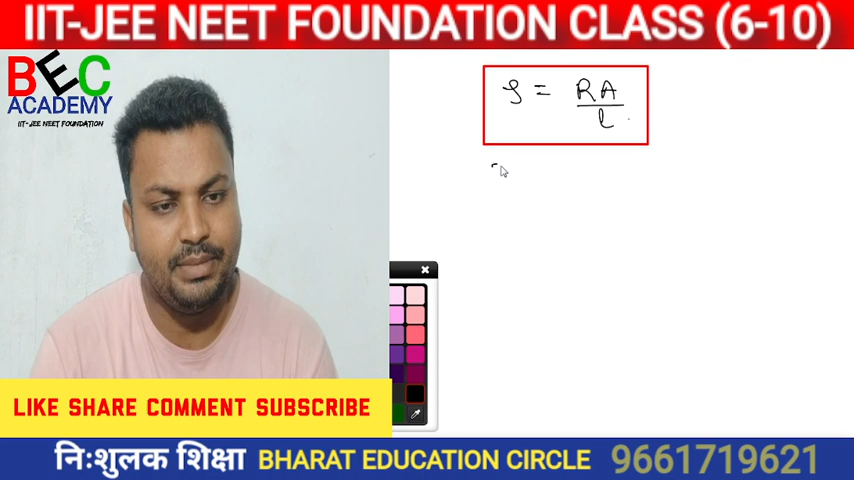 IIT-JEE NEET FOUNDATION CLASS (6-10)
BEC
ACADEMY
IIT-JEE NEET FOUNDATION
ρ = RA
l
LIKE SHARE COMMENT SUBSCRIBE
निःशुलक शिक्षा BHARAT EDUCATION CIRCLE 9661719621